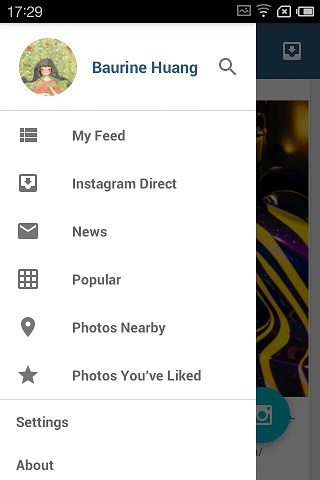 17:29
Baurine Huang
My Feed
Instagram Direct
News
Popular
Photos Nearby
Photos You've Liked
Settings
About